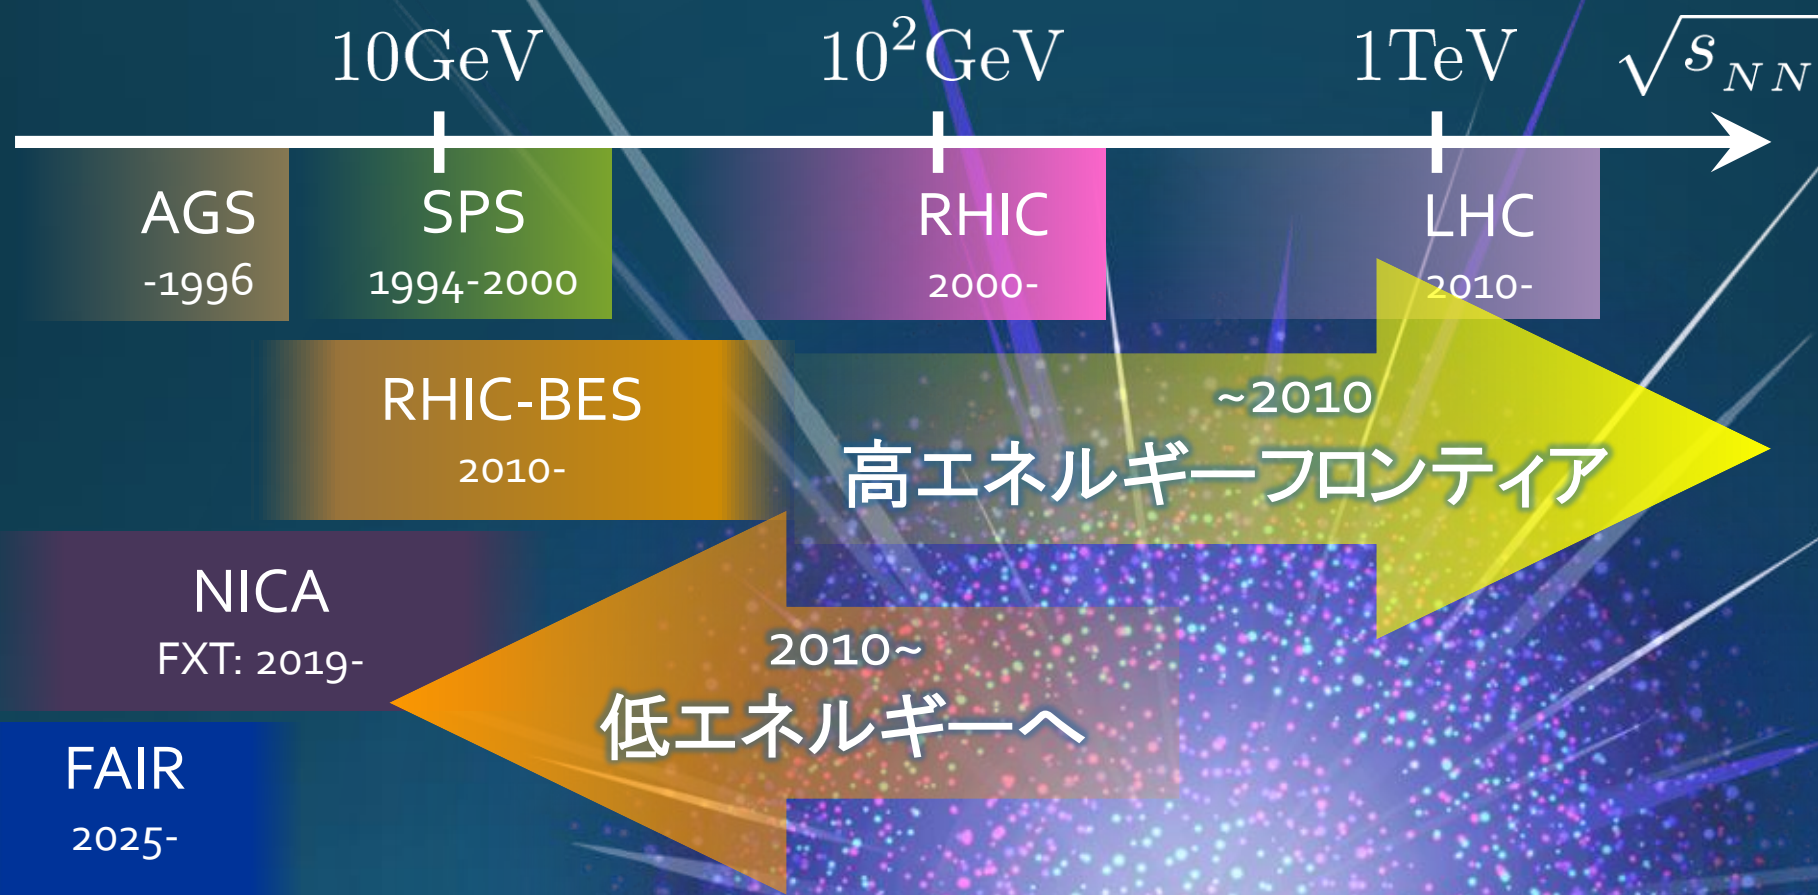 10GeV
10²GeV
1TeV
√s_NN
AGS
-1996
SPS
1994-2000
RHIC
2000-
LHC
2010-
RHIC-BES
2010-
~2010
高エネルギーフロンティア
NICA
FXT: 2019-
2010~
低エネルギーへ
FAIR
2025-